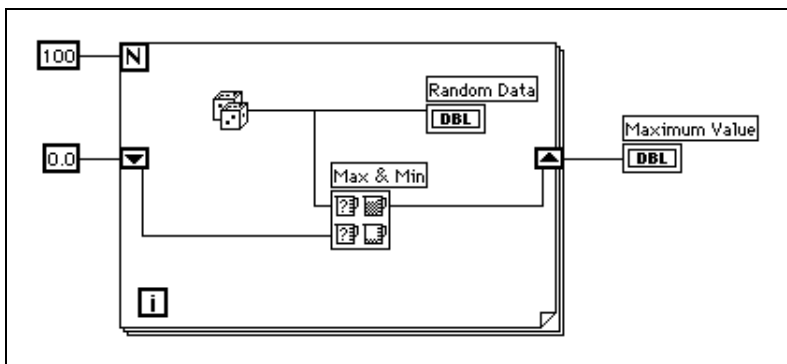 100
N
Random Data
DBL
Maximum Value
DBL
0.0
Max & Min
? ?
i